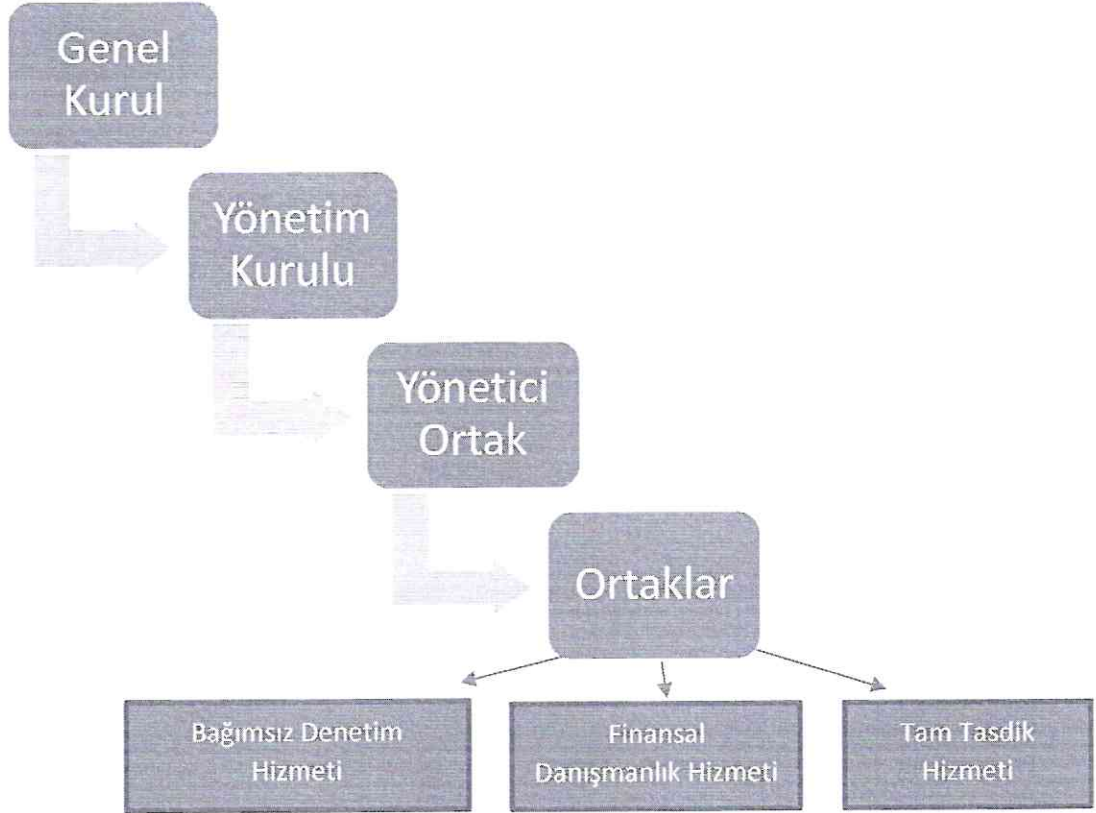 Genel
Kurul
Yönetim
Kurulu
Yönetici
Ortak
Ortaklar
Bağımsız Denetim
Hizmeti
Finansal
Danışmanlık Hizmeti
Tam Tasdik
Hizmeti